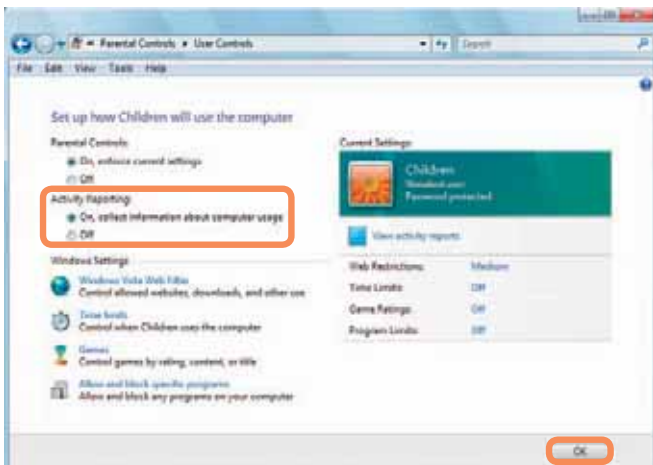 Parental Controls ▸ User Controls
Search
File Edit View Tools Help
Set up how Children will use the computer
Parental Controls:
On, enforce current settings
Off
Activity Reporting:
On, collect information about computer usage
Off
Windows Settings
Windows Vista Web Filter
Control allowed websites, downloads, and other use
Time limits
Control when Children uses the computer
Games
Control games by rating, content, or title
Allow and block specific programs
Allow and block any programs on your computer
Current Settings:
Children
Standard user
Password protected
View activity reports
Web Restrictions: Medium
Time Limits: Off
Game Ratings: Off
Program Limits: Off
OK